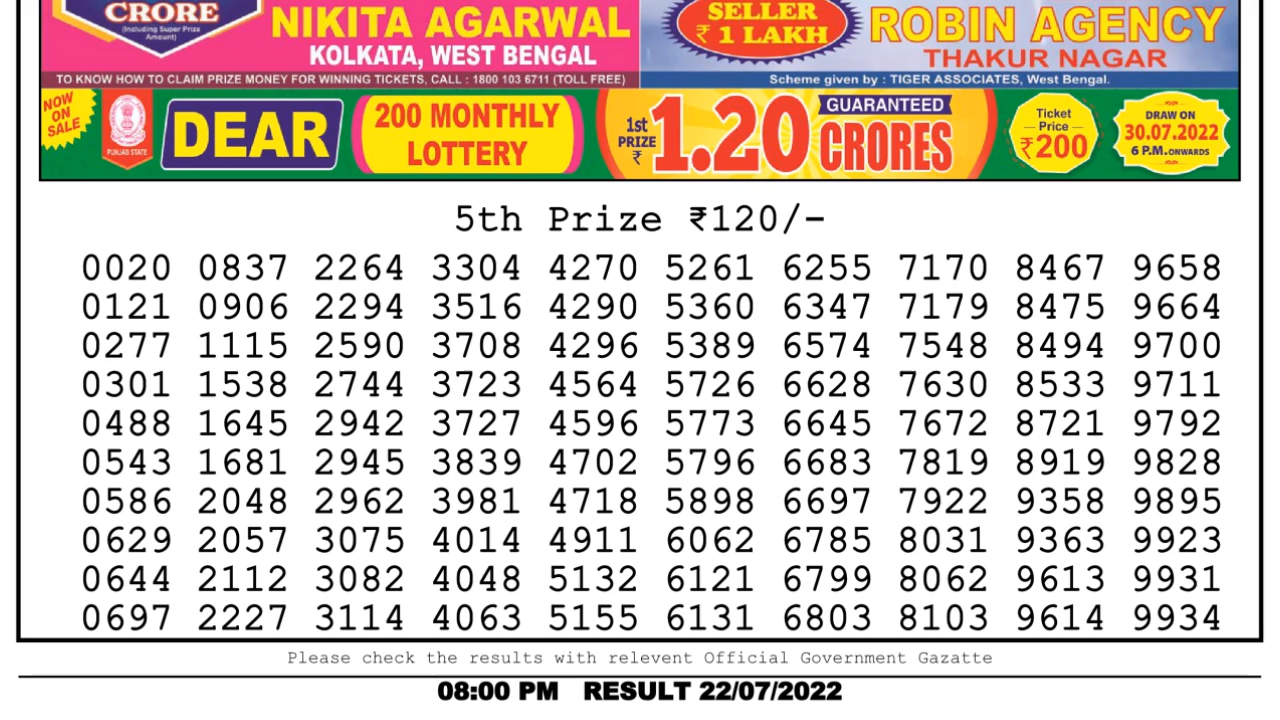 CRORE
(Including Super Prize
Amount)
NIKITA AGARWAL
KOLKATA, WEST BENGAL
SELLER
₹ 1 LAKH
ROBIN AGENCY
THAKUR NAGAR
TO KNOW HOW TO CLAIM PRIZE MONEY FOR WINNING TICKETS, CALL : 1800 103 6711 (TOLL FREE)
Scheme given by : TIGER ASSOCIATES, West Bengal.
NOW
ON
SALE
PUNJAB STATE
DEAR
200 MONTHLY
LOTTERY
1st
PRIZE
₹
1.20
GUARANTEED
CRORES
Ticket
Price
₹200
DRAW ON
30.07.2022
6 P.M. ONWARDS
5th Prize ₹120/-
0020 0837 2264 3304 4270 5261 6255 7170 8467 9658
0121 0906 2294 3516 4290 5360 6347 7179 8475 9664
0277 1115 2590 3708 4296 5389 6574 7548 8494 9700
0301 1538 2744 3723 4564 5726 6628 7630 8533 9711
0488 1645 2942 3727 4596 5773 6645 7672 8721 9792
0543 1681 2945 3839 4702 5796 6683 7819 8919 9828
0586 2048 2962 3981 4718 5898 6697 7922 9358 9895
0629 2057 3075 4014 4911 6062 6785 8031 9363 9923
0644 2112 3082 4048 5132 6121 6799 8062 9613 9931
0697 2227 3114 4063 5155 6131 6803 8103 9614 9934
Please check the results with relevent Official Government Gazatte
08:00 PM RESULT 22/07/2022